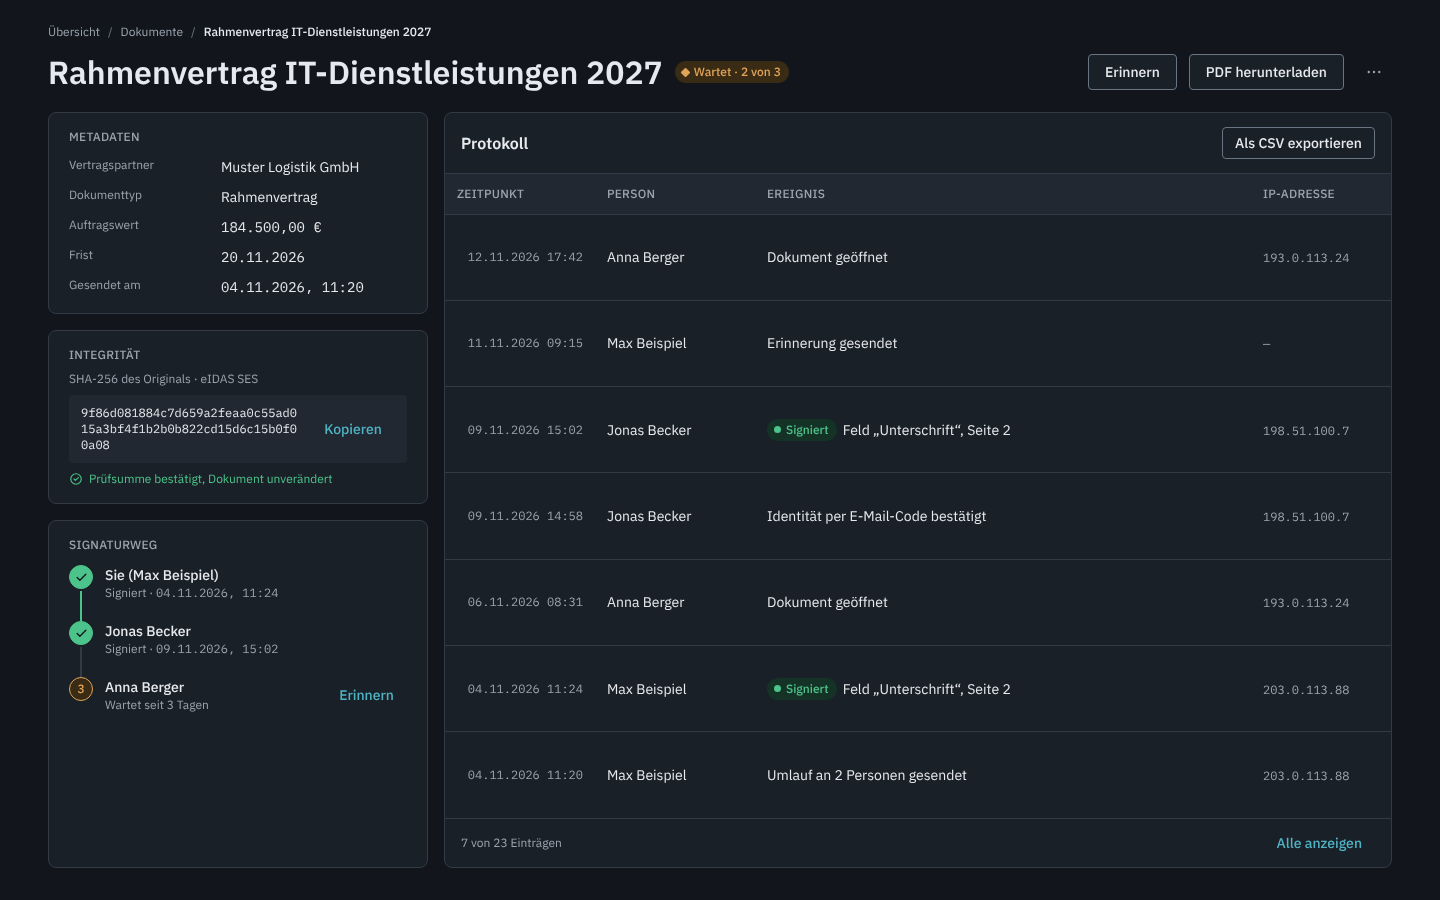 Übersicht / Dokumente / Rahmenvertrag IT-Dienstleistungen 2027
Rahmenvertrag IT-Dienstleistungen 2027
Wartet · 2 von 3
Erinnern
PDF herunterladen
METADATEN
Vertragspartner Muster Logistik GmbH
Dokumenttyp Rahmenvertrag
Auftragswert 184.500,00 €
Frist 20.11.2026
Gesendet am 04.11.2026, 11:20
INTEGRITÄT
SHA-256 des Originals · eIDAS SES
9f86d081884c7d659a2feaa0c55ad0
15a3bf4f1b2b0b822cd15d6c15b0f0
0a08
Kopieren
Prüfsumme bestätigt, Dokument unverändert
SIGNATURWEG
Sie (Max Beispiel)
Signiert · 04.11.2026, 11:24
Jonas Becker
Signiert · 09.11.2026, 15:02
3
Anna Berger
Wartet seit 3 Tagen
Erinnern
Protokoll
Als CSV exportieren
ZEITPUNKT PERSON EREIGNIS IP-ADRESSE
12.11.2026 17:42 Anna Berger Dokument geöffnet 193.0.113.24
11.11.2026 09:15 Max Beispiel Erinnerung gesendet –
09.11.2026 15:02 Jonas Becker Signiert Feld „Unterschrift“, Seite 2 198.51.100.7
09.11.2026 14:58 Jonas Becker Identität per E-Mail-Code bestätigt 198.51.100.7
06.11.2026 08:31 Anna Berger Dokument geöffnet 193.0.113.24
04.11.2026 11:24 Max Beispiel Signiert Feld „Unterschrift“, Seite 2 203.0.113.88
04.11.2026 11:20 Max Beispiel Umlauf an 2 Personen gesendet 203.0.113.88
7 von 23 Einträgen
Alle anzeigen